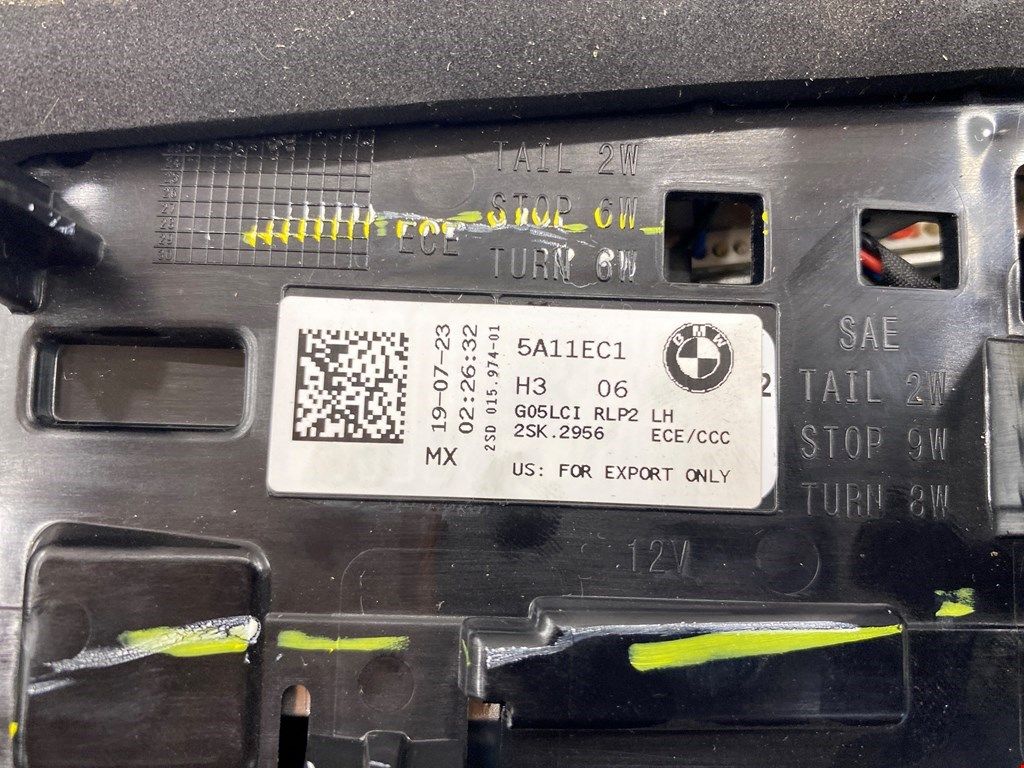 TAIL 2W
STOP 6W
ECE
TURN 6W
SAE
TAIL 2W
STOP 9W
TURN 8W
12V
19-07-23
02:26:32
2SD 015.974-01
MX
5A11EC1
BMW
H3 06
G05LCI RLP2 LH
2SK.2956 ECE/CCC
US: FOR EXPORT ONLY
2